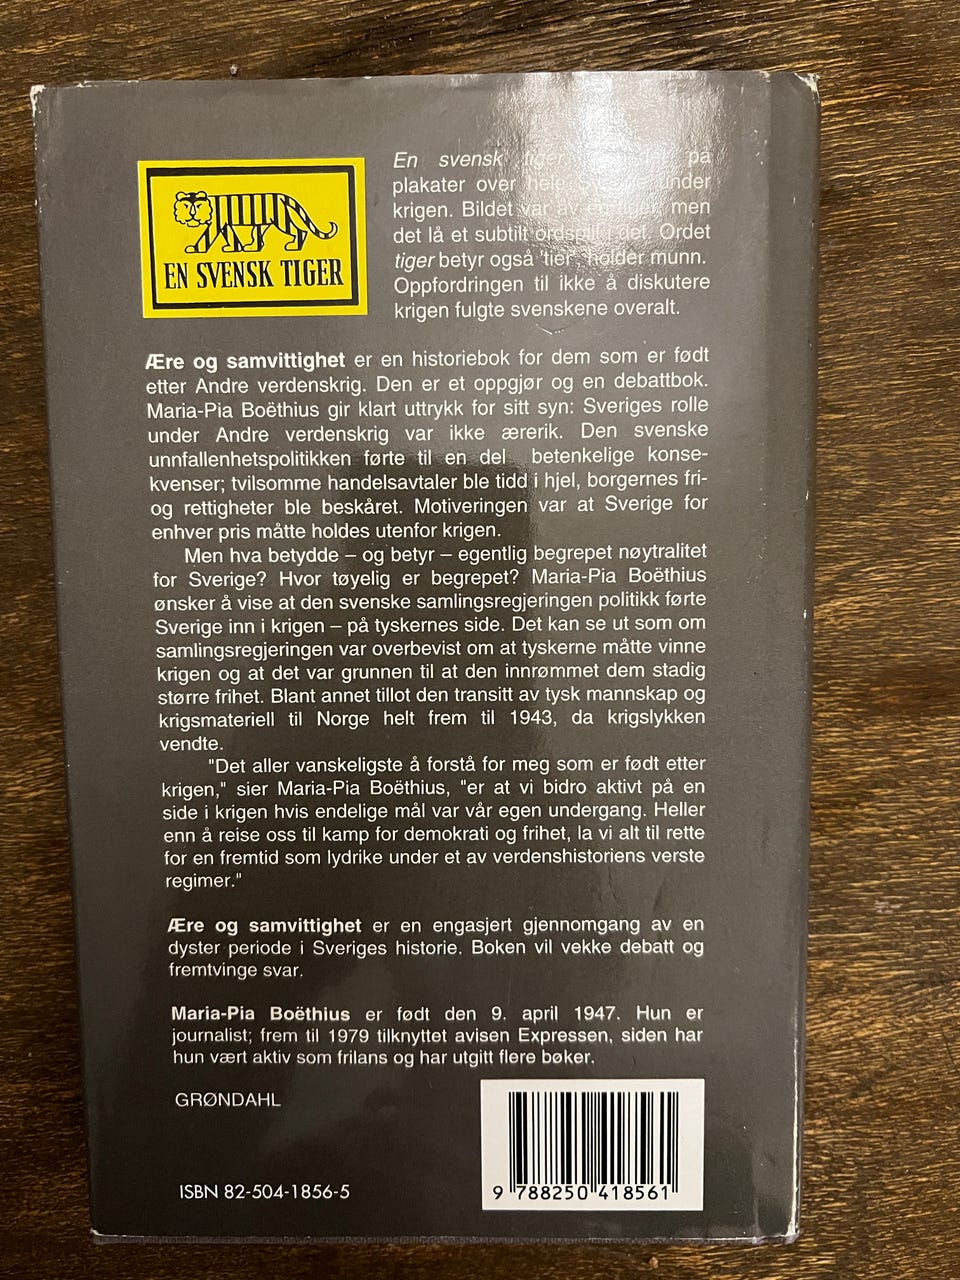 EN SVENSK TIGER
En svensk tiger, på
plakater over hele under
krigen. Bildet var av en tiger, men
det lå et subtilt ordspill i det. Ordet
tiger betyr også 'tier', holder munn.
Oppfordringen til ikke å diskutere
krigen fulgte svenskene overalt.
Ære og samvittighet er en historiebok for dem som er født
etter Andre verdenskrig. Den er et oppgjør og en debattbok.
Maria-Pia Boëthius gir klart uttrykk for sitt syn: Sveriges rolle
under Andre verdenskrig var ikke ærerik. Den svenske
unnfallenhetspolitikken førte til en del betenkelige konse-
kvenser; tvilsomme handelsavtaler ble tidd i hjel, borgernes fri-
og rettigheter ble beskåret. Motiveringen var at Sverige for
enhver pris måtte holdes utenfor krigen.
Men hva betydde – og betyr – egentlig begrepet nøytralitet
for Sverige? Hvor tøyelig er begrepet? Maria-Pia Boëthius
ønsker å vise at den svenske samlingsregjeringen politikk førte
Sverige inn i krigen – på tyskernes side. Det kan se ut som om
samlingsregjeringen var overbevist om at tyskerne måtte vinne
krigen og at det var grunnen til at den innrømmet dem stadig
større frihet. Blant annet tillot den transitt av tysk mannskap og
krigsmateriell til Norge helt frem til 1943, da krigslykken
vendte.
"Det aller vanskeligste å forstå for meg som er født etter
krigen," sier Maria-Pia Boëthius, "er at vi bidro aktivt på en
side i krigen hvis endelige mål var vår egen undergang. Heller
enn å reise oss til kamp for demokrati og frihet, la vi alt til rette
for en fremtid som lydrike under et av verdenshistoriens verste
regimer."
Ære og samvittighet er en engasjert gjennomgang av en
dyster periode i Sveriges historie. Boken vil vekke debatt og
fremtvinge svar.
Maria-Pia Boëthius er født den 9. april 1947. Hun er
journalist; frem til 1979 tilknyttet avisen Expressen, siden har
hun vært aktiv som frilans og har utgitt flere bøker.
GRØNDAHL
ISBN 82-504-1856-5
9 788250 418561